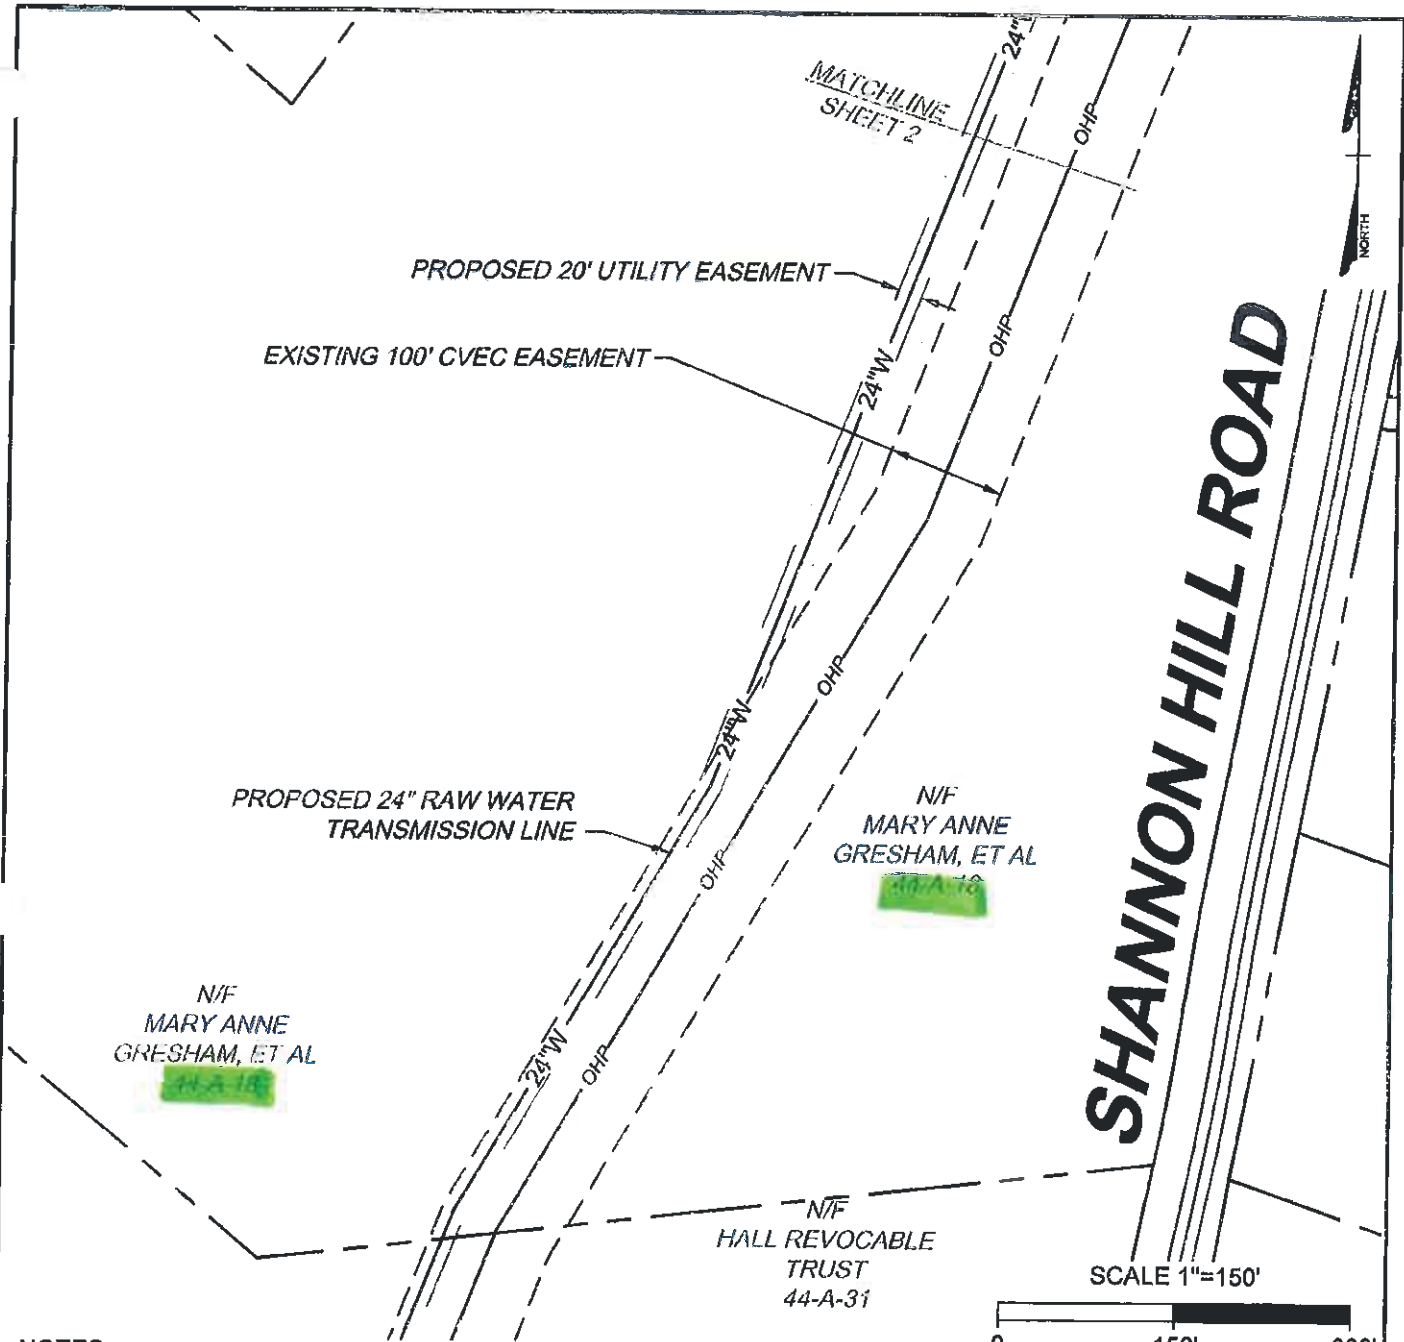 24"
MATCHLINE
SHEET 2
OHP
NORTH
PROPOSED 20' UTILITY EASEMENT
EXISTING 100' CVEC EASEMENT
OHP
24"W
SHANNON HILL ROAD
OHP
24"W
PROPOSED 24" RAW WATER
TRANSMISSION LINE
N/F
MARY ANNE
GRESHAM, ET AL
OHP
N/F
MARY ANNE
GRESHAM, ET AL
44-A-18
24"W
OHP
N/F
HALL REVOCABLE
TRUST
44-A-31
SCALE 1"=150'